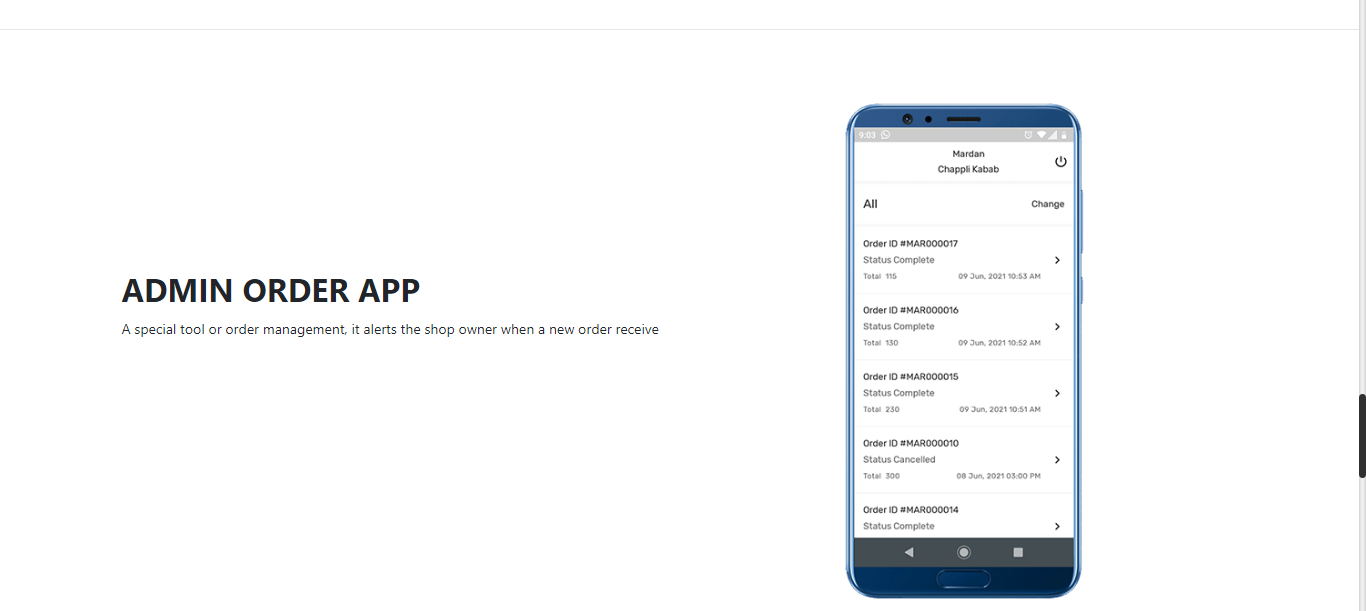 ADMIN ORDER APP
A special tool or order management, it alerts the shop owner when a new order receive
9:03
Mardan
Chappli Kabab
All Change
Order ID #MAR000017
Status Complete
Total 115 09 Jun, 2021 10:53 AM
Order ID #MAR000016
Status Complete
Total 130 09 Jun, 2021 10:52 AM
Order ID #MAR000015
Status Complete
Total 230 09 Jun, 2021 10:51 AM
Order ID #MAR000010
Status Cancelled
Total 300 08 Jun, 2021 03:00 PM
Order ID #MAR000014
Status Complete